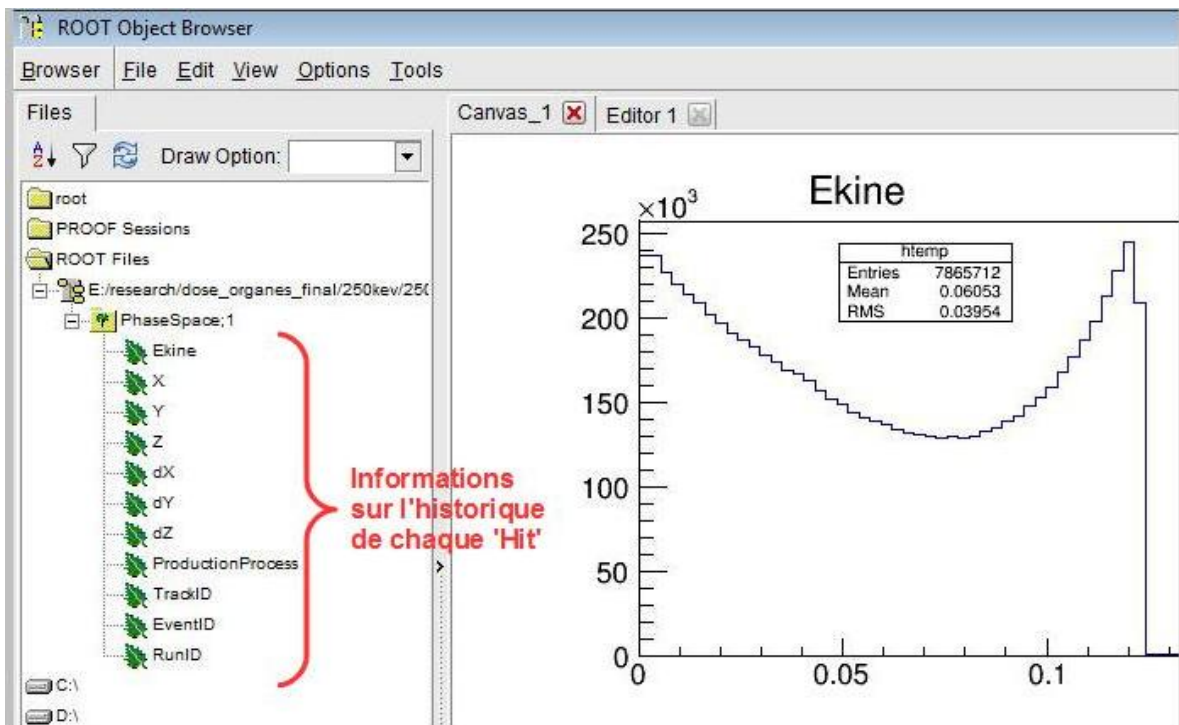 ROOT Object Browser
Browser File Edit View Options Tools
Files
Canvas_1
Editor 1
Draw Option:
root
PROOF Sessions
ROOT Files
E:/research/dose_organes_final/250kev/25(
PhaseSpace;1
Ekine
X
Y
Z
dX
dY
dZ
ProductionProcess
TrackID
EventID
RunID
C:\
D:\
Informations
sur l'historique
de chaque 'Hit'
Ekine
×10³
250
200
150
100
50
0
0 0.05 0.1
htemp
Entries 7865712
Mean 0.06053
RMS 0.03954